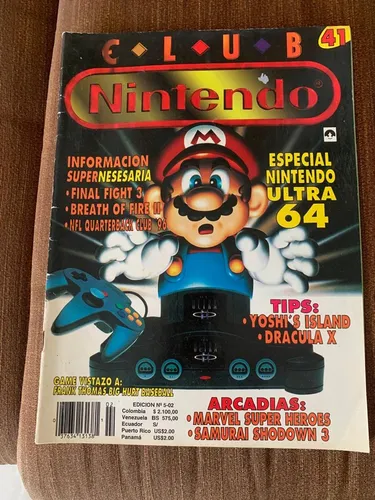 CLUB
41
Nintendo®
INFORMACION
SUPERNESESARIA
• FINAL FIGHT 3
• BREATH OF FIRE II
• NFL QUARTERBACK CLUB '96
ESPECIAL
NINTENDO
ULTRA
64
M
TIPS:
• YOSHI'S ISLAND
• DRACULA X
GAME VISTAZO A:
FRANK THOMAS BIG HURT BASEBALL
ARCADIAS:
• MARVEL SUPER HEROES
• SAMURAI SHODOWN 3
EDICION Nº 5-02
Colombia $ 2.100,00
Venezuela BS 575,00
Ecuador S/
Puerto Rico US$2.00
Panamá US$2.00
02